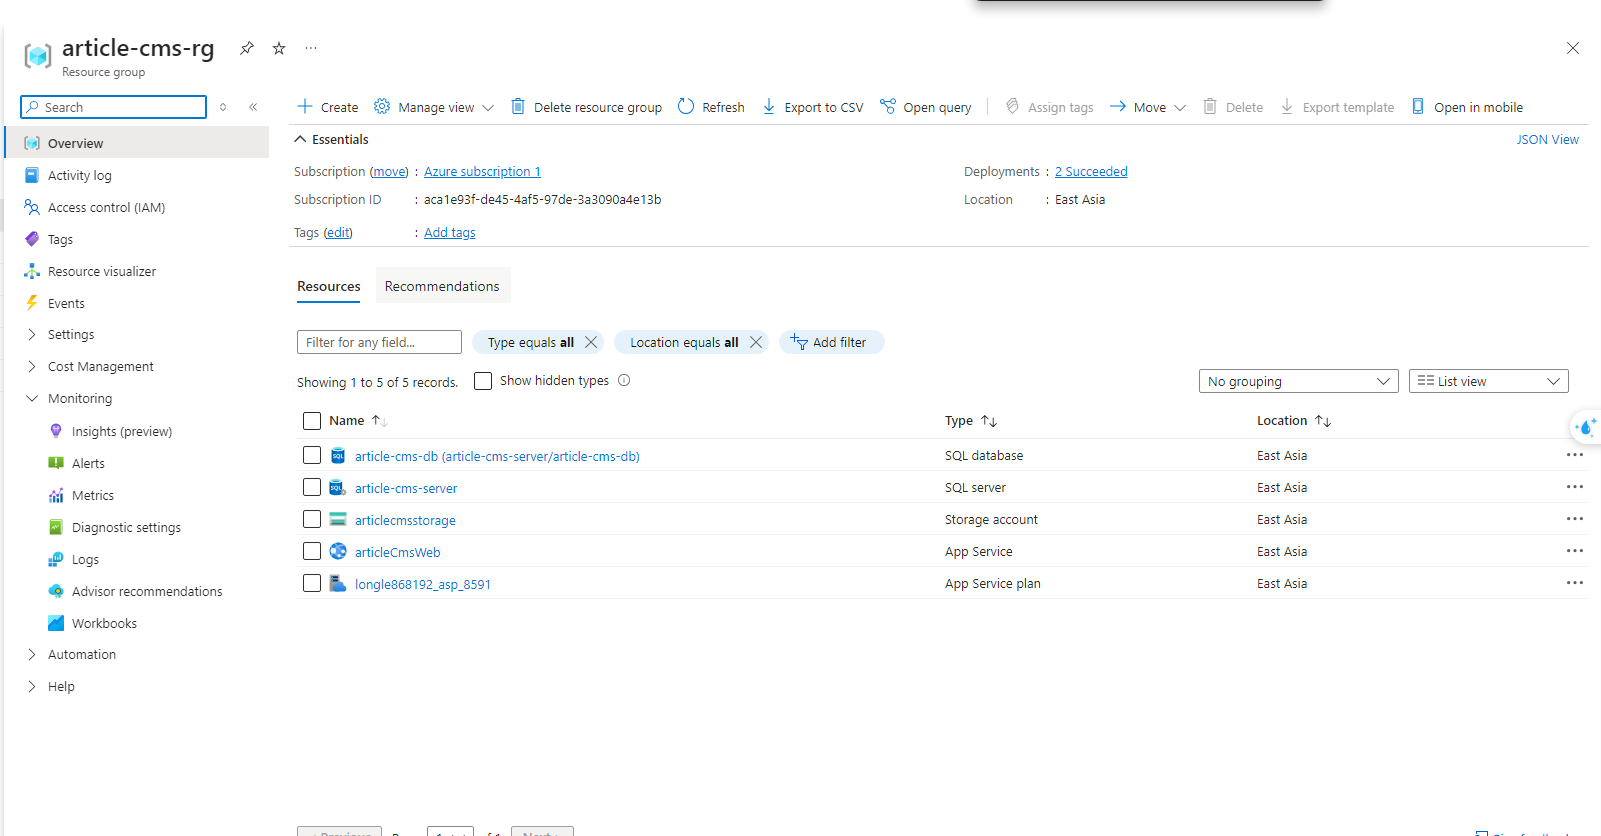 article-cms-rg
Resource group
Search
Create Manage view Delete resource group Refresh Export to CSV Open query Assign tags Move Delete Export template Open in mobile
Overview
Activity log
Access control (IAM)
Tags
Resource visualizer
Events
Settings
Cost Management
Monitoring
Insights (preview)
Alerts
Metrics
Diagnostic settings
Logs
Advisor recommendations
Workbooks
Automation
Help
Essentials JSON View
Subscription (move) : Azure subscription 1 Deployments : 2 Succeeded
Subscription ID : aca1e93f-de45-4af5-97de-3a3090a4e13b Location : East Asia
Tags (edit) : Add tags
Resources Recommendations
Filter for any field... Type equals all Location equals all Add filter
Showing 1 to 5 of 5 records. Show hidden types No grouping List view
Name Type Location
article-cms-db (article-cms-server/article-cms-db) SQL database East Asia
article-cms-server SQL server East Asia
articlecmsstorage Storage account East Asia
articleCmsWeb App Service East Asia
longle868192_asp_8591 App Service plan East Asia